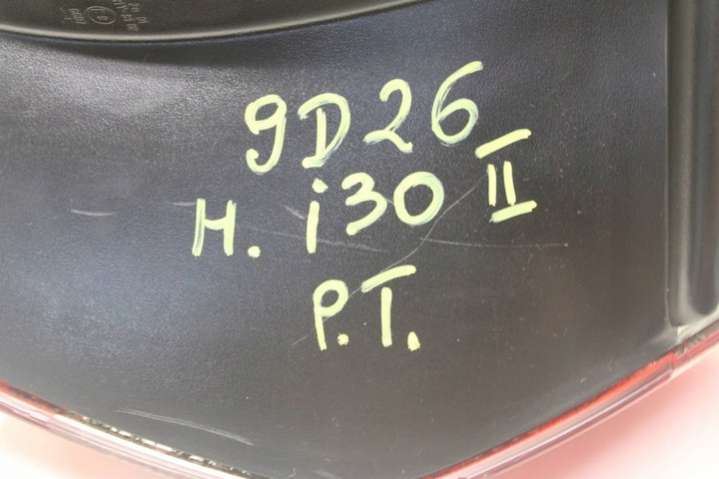 9D26
H. i30 II
P.T.